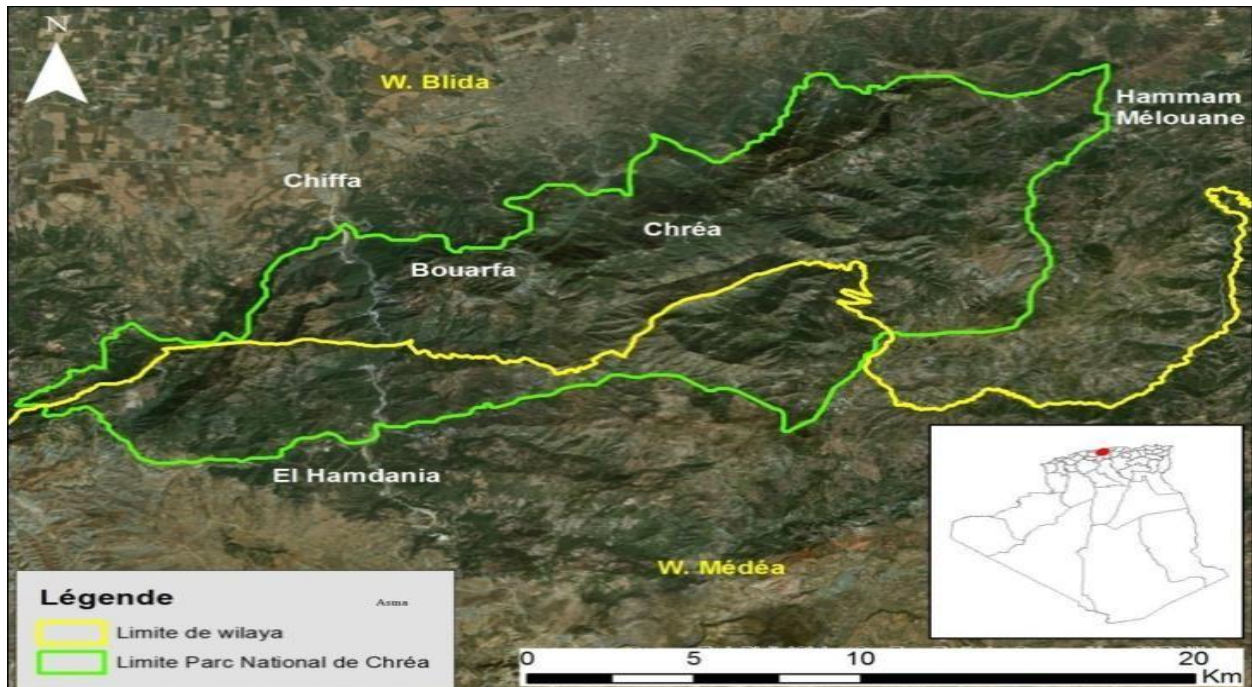 N
W. Blida
Hammam
Mélouane
Chiffa
Chréa
Bouarfa
El Hamdania
W. Médéa
Légende
Asma
Limite de wilaya
Limite Parc National de Chréa
0 5 10 20
Km